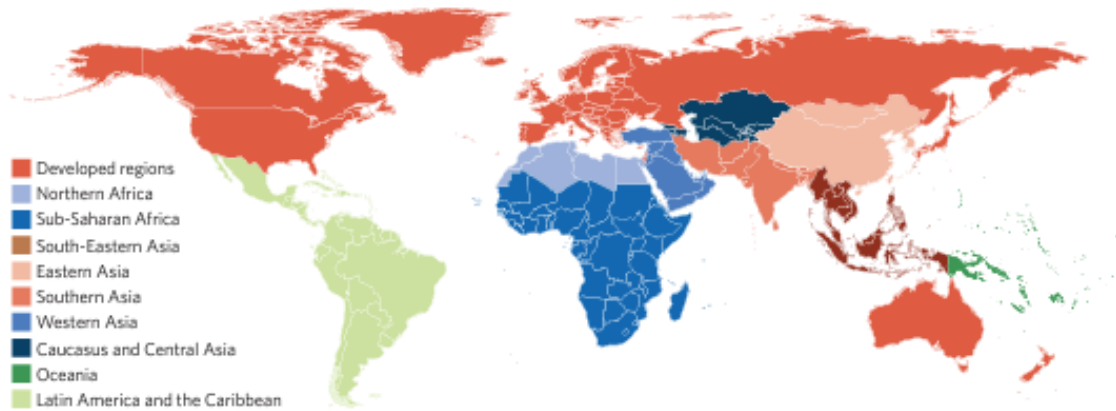 Developed regions
Northern Africa
Sub-Saharan Africa
South-Eastern Asia
Eastern Asia
Southern Asia
Western Asia
Caucasus and Central Asia
Oceania
Latin America and the Caribbean